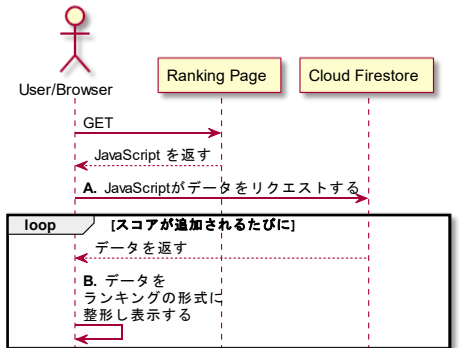 User/Browser
Ranking Page
Cloud Firestore
GET
JavaScript を返す
A. JavaScriptがデータをリクエストする
loop [スコアが追加されるたびに]
データを返す
B. データを
ランキングの形式に
整形し表示する